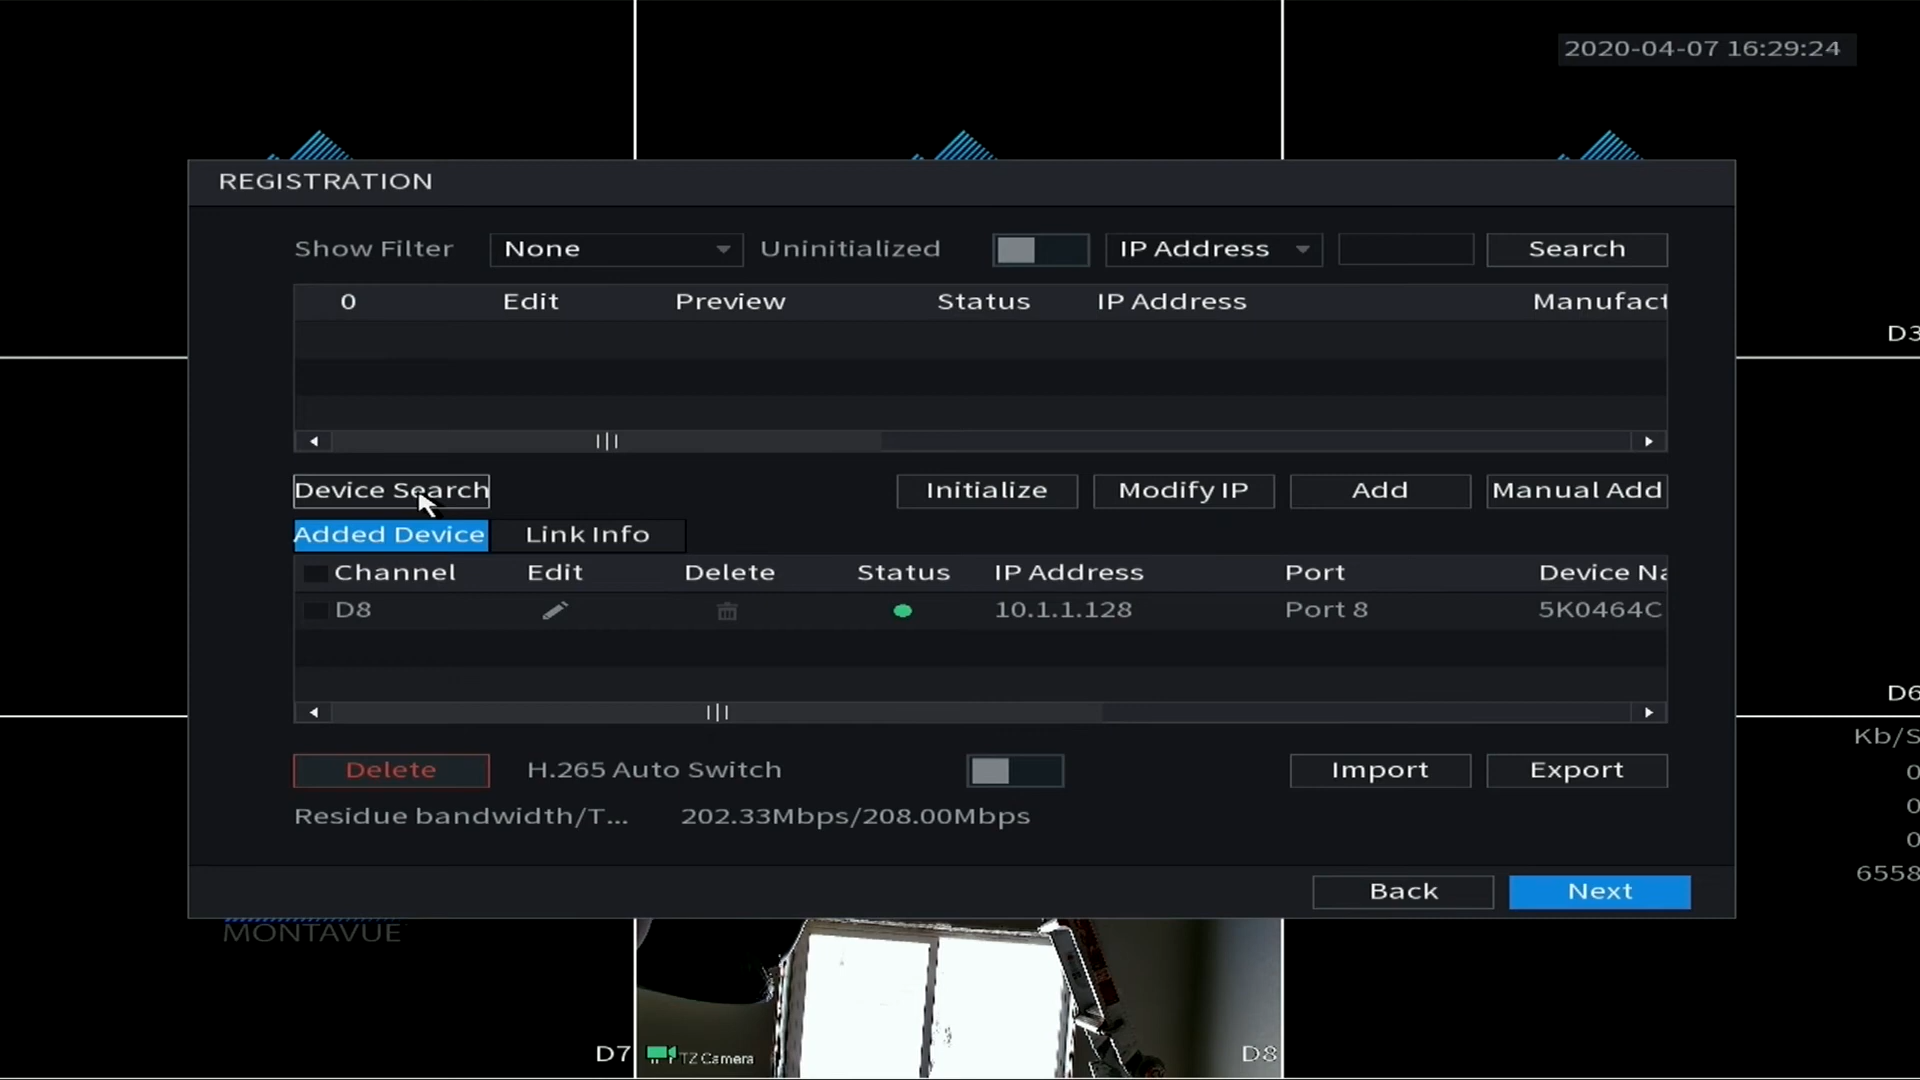 2020-04-07 16:29:24
REGISTRATION
Show Filter None Uninitialized IP Address Search
0 Edit Preview Status IP Address Manufact
D3
Device Search Initialize Modify IP Add Manual Add
Added Device Link Info
Channel Edit Delete Status IP Address Port Device Na
D8 10.1.1.128 Port 8 5K0464C
D6
Kb/S
Delete H.265 Auto Switch Import Export
0
Residue bandwidth/T... 202.33Mbps/208.00Mbps
0
0
6558
Back Next
MONTAVUE
D7 TZ Camera D8